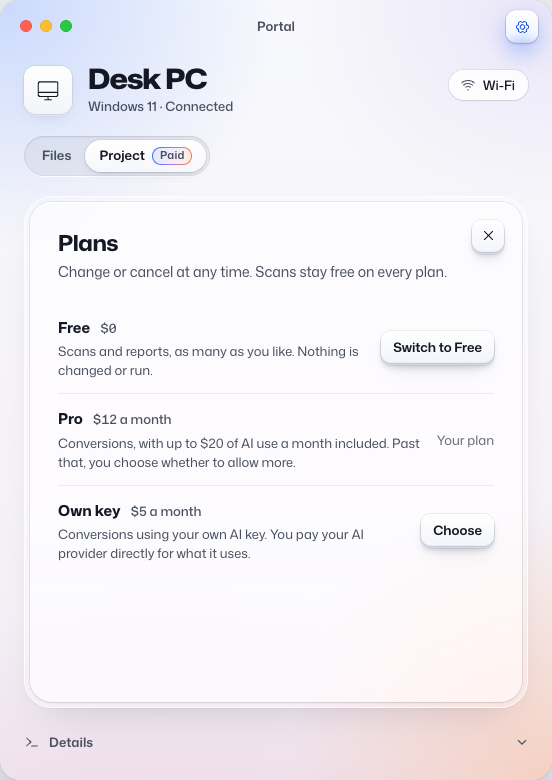 Portal
Desk PC
Windows 11 · Connected
Wi-Fi
Files
Project
Paid
Plans
Change or cancel at any time. Scans stay free on every plan.
Free $0
Scans and reports, as many as you like. Nothing is
changed or run.
Switch to Free
Pro $12 a month
Conversions, with up to $20 of AI use a month included. Past
that, you choose whether to allow more.
Your plan
Own key $5 a month
Conversions using your own AI key. You pay your AI
provider directly for what it uses.
Choose
Details